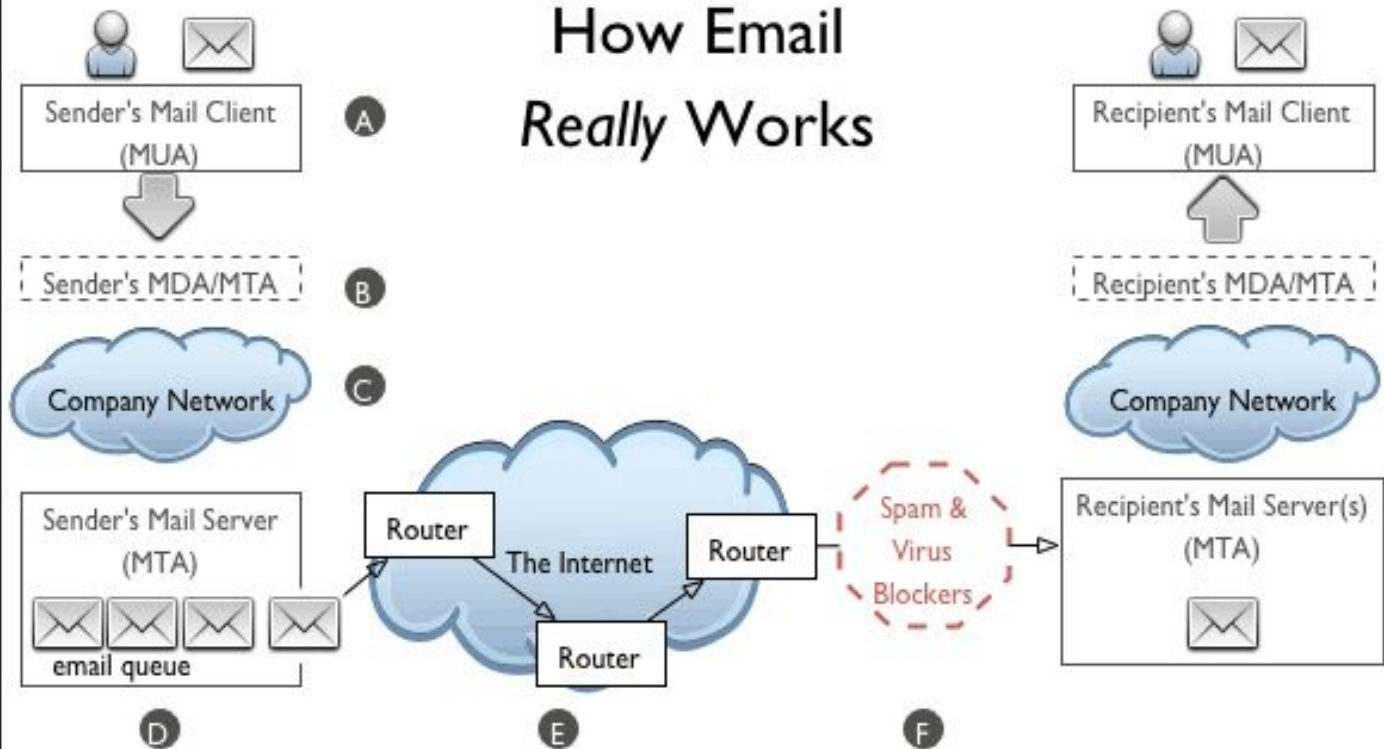 How Email
Really Works
Sender's Mail Client
(MUA)
A
Recipient's Mail Client
(MUA)
Sender's MDA/MTA
B
Recipient's MDA/MTA
Company Network
C
Company Network
Sender's Mail Server
(MTA)
email queue
Router
The Internet
Router
Router
Spam &
Virus
Blockers
Recipient's Mail Server(s)
(MTA)
D
E
F